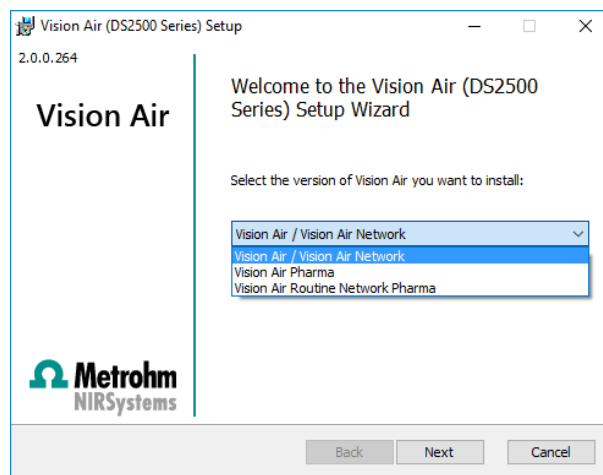 Vision Air (DS2500 Series) Setup
2.0.0.264
Vision Air
Welcome to the Vision Air (DS2500
Series) Setup Wizard
Select the version of Vision Air you want to install:
Vision Air / Vision Air Network
Vision Air / Vision Air Network
Vision Air Pharma
Vision Air Routine Network Pharma
Metrohm
NIRSystems
Back
Next
Cancel